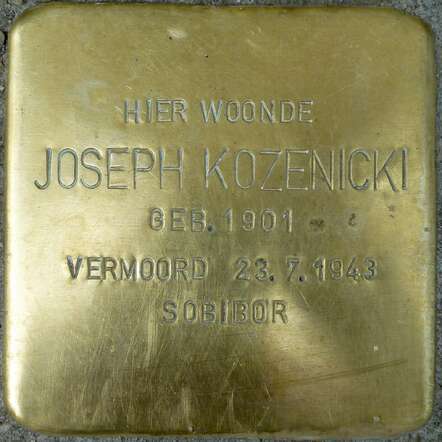 HIER WOONDE
JOSEPH KOZENICKI
GEB. 1901
VERMOORD 23.7.1943
SOBIBOR